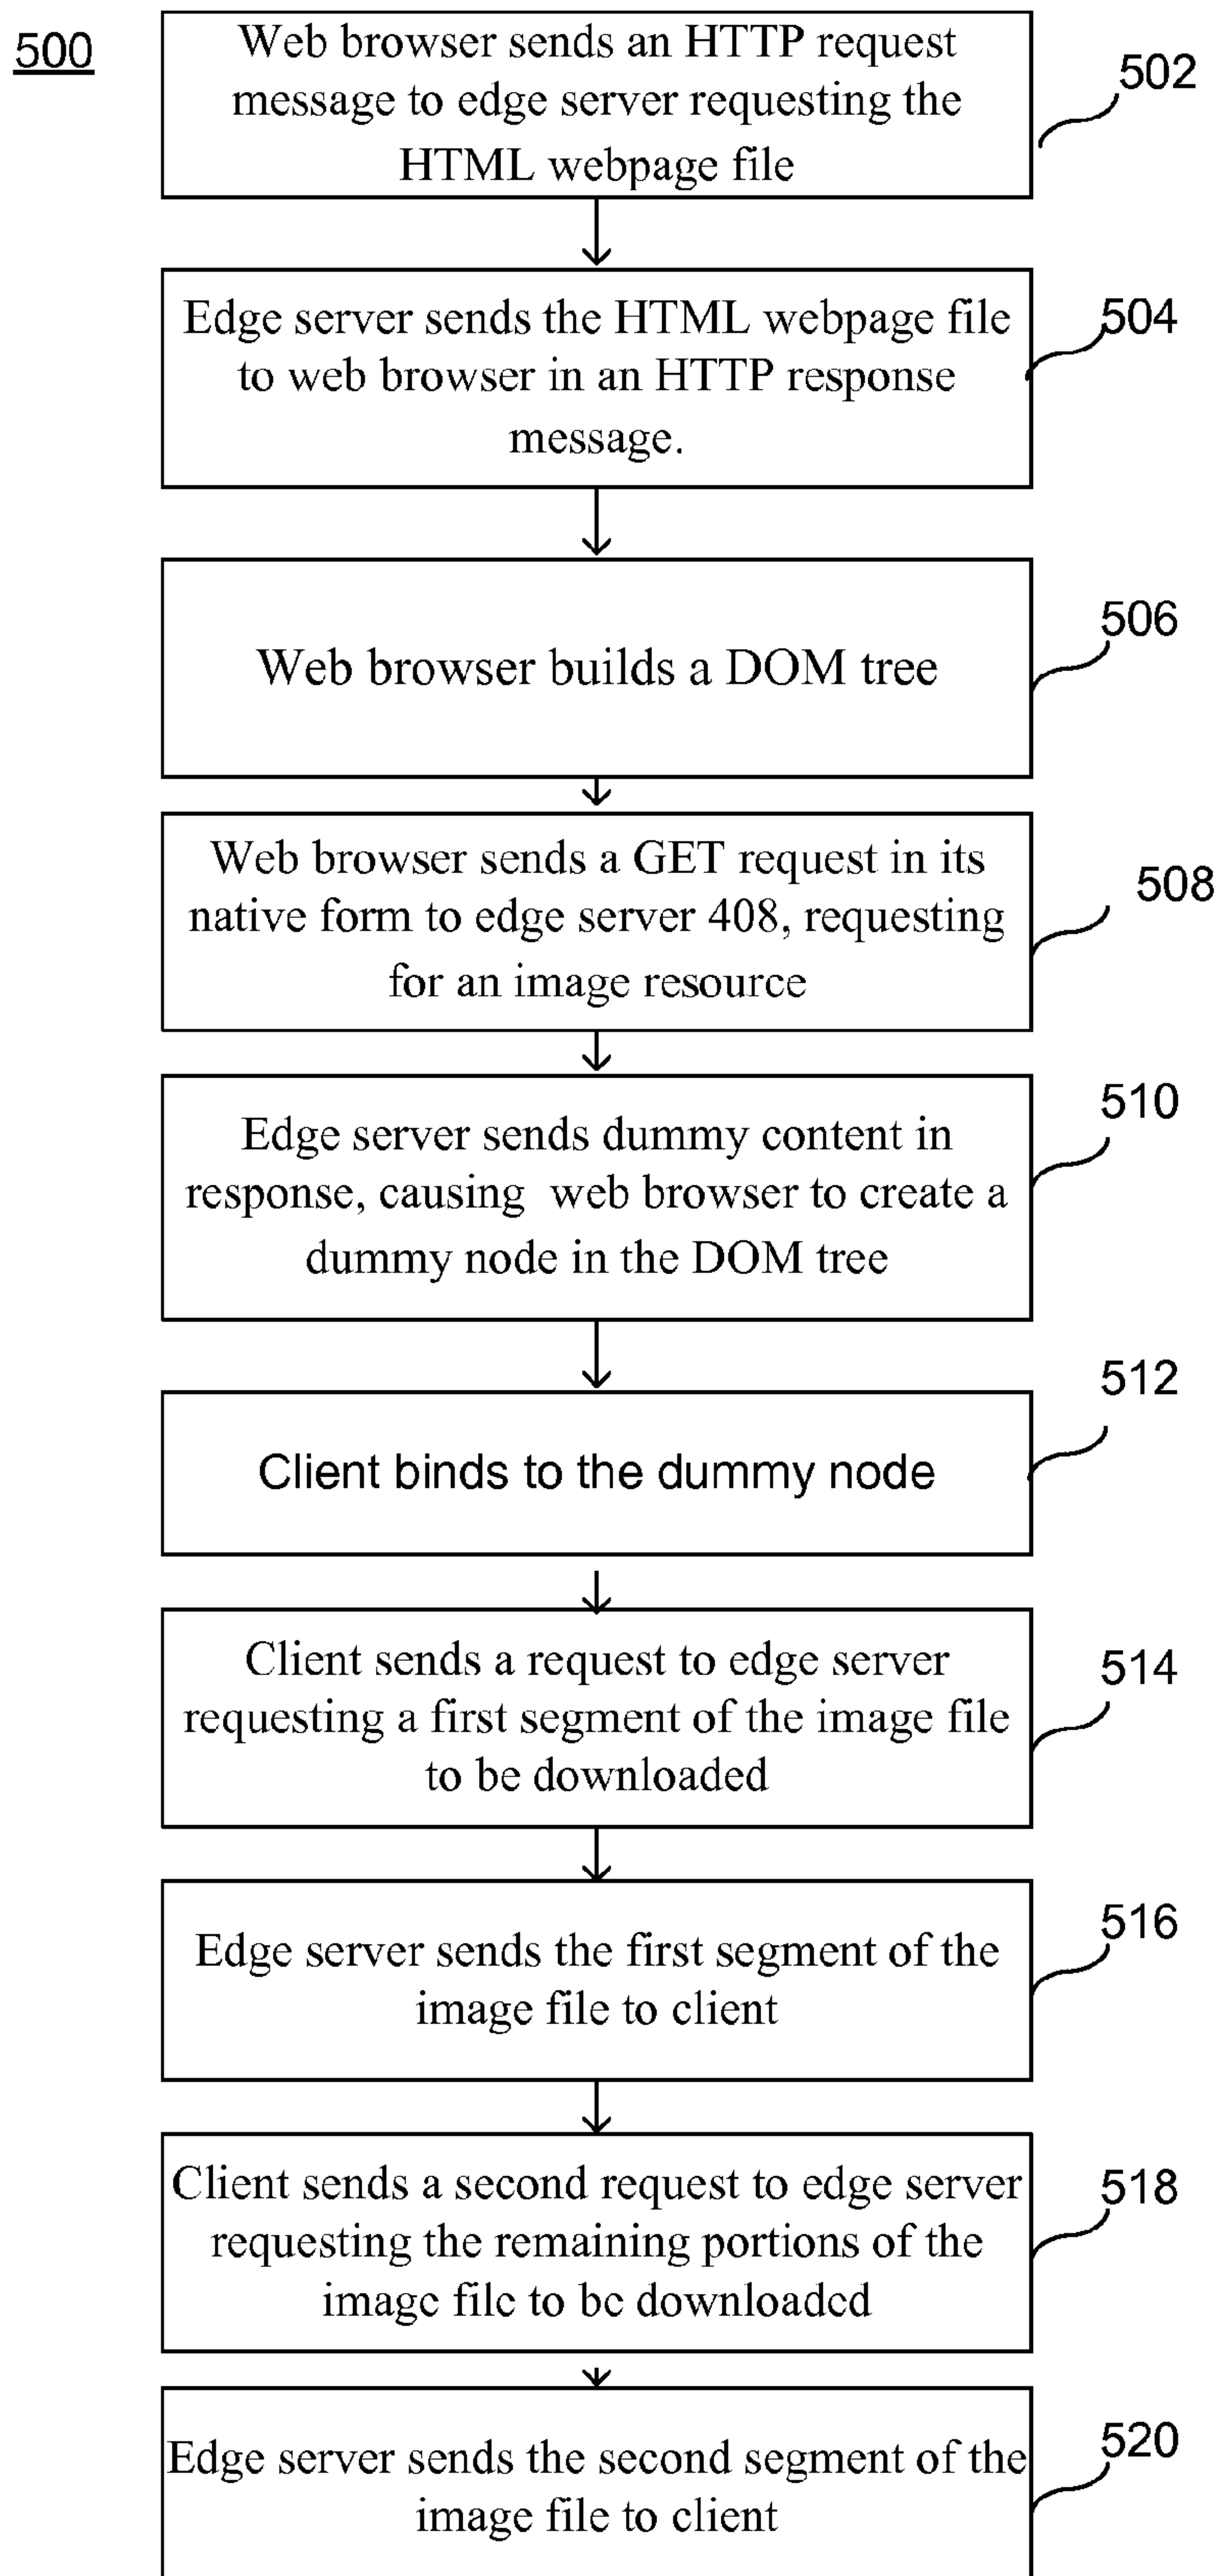 500
Web browser sends an HTTP request
message to edge server requesting the
HTML webpage file
502
Edge server sends the HTML webpage file
to web browser in an HTTP response
message.
504
Web browser builds a DOM tree
506
Web browser sends a GET request in its
native form to edge server 408, requesting
for an image resource
508
Edge server sends dummy content in
response, causing web browser to create a
dummy node in the DOM tree
510
Client binds to the dummy node
512
Client sends a request to edge server
requesting a first segment of the image file
to be downloaded
514
Edge server sends the first segment of the
image file to client
516
Client sends a second request to edge server
requesting the remaining portions of the
image file to be downloaded
518
Edge server sends the second segment of the
image file to client
520